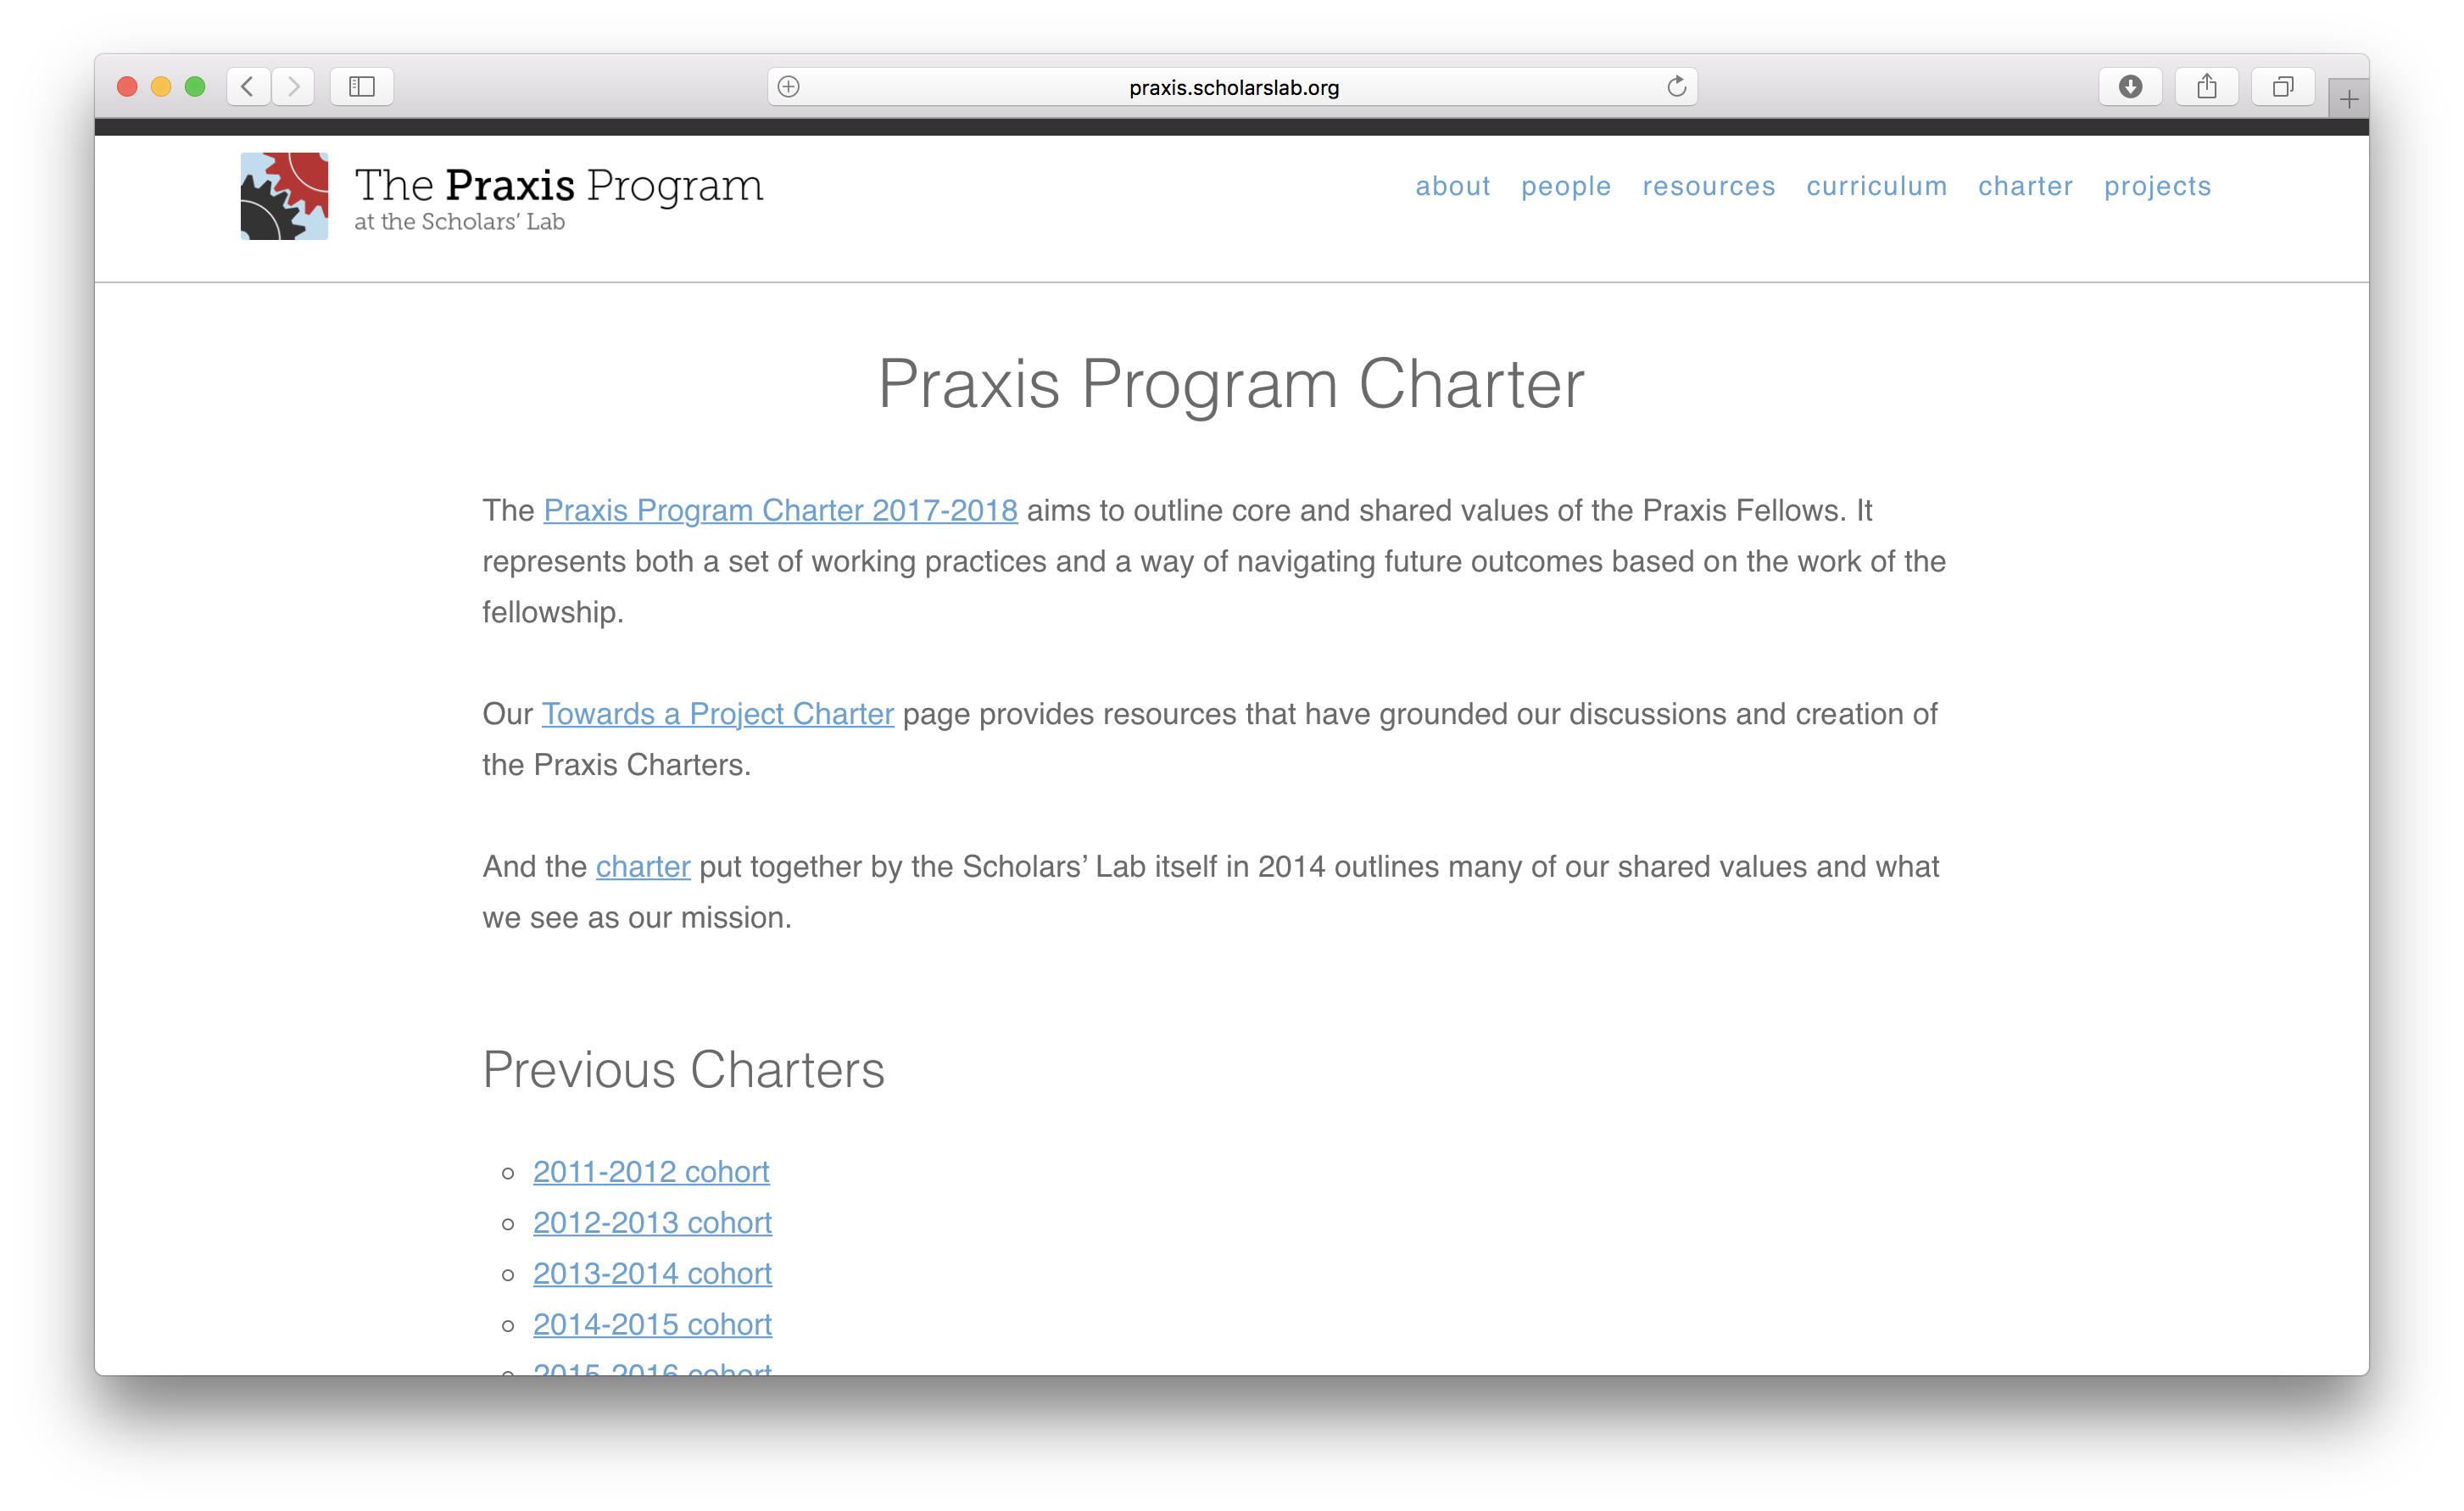 praxis.scholarslab.org
The Praxis Program
at the Scholars’ Lab
about people resources curriculum charter projects
Praxis Program Charter
The Praxis Program Charter 2017-2018 aims to outline core and shared values of the Praxis Fellows. It
represents both a set of working practices and a way of navigating future outcomes based on the work of the
fellowship.
Our Towards a Project Charter page provides resources that have grounded our discussions and creation of
the Praxis Charters.
And the charter put together by the Scholars’ Lab itself in 2014 outlines many of our shared values and what
we see as our mission.
Previous Charters
2011-2012 cohort
2012-2013 cohort
2013-2014 cohort
2014-2015 cohort
2015-2016 cohort